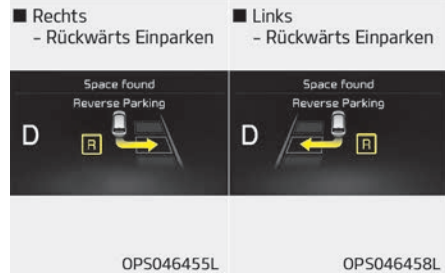 ■ Rechts
– Rückwärts Einparken
Space found
Reverse Parking
D
R
OPS046455L
■ Links
– Rückwärts Einparken
Space found
Reverse Parking
D
R
OPS046458L